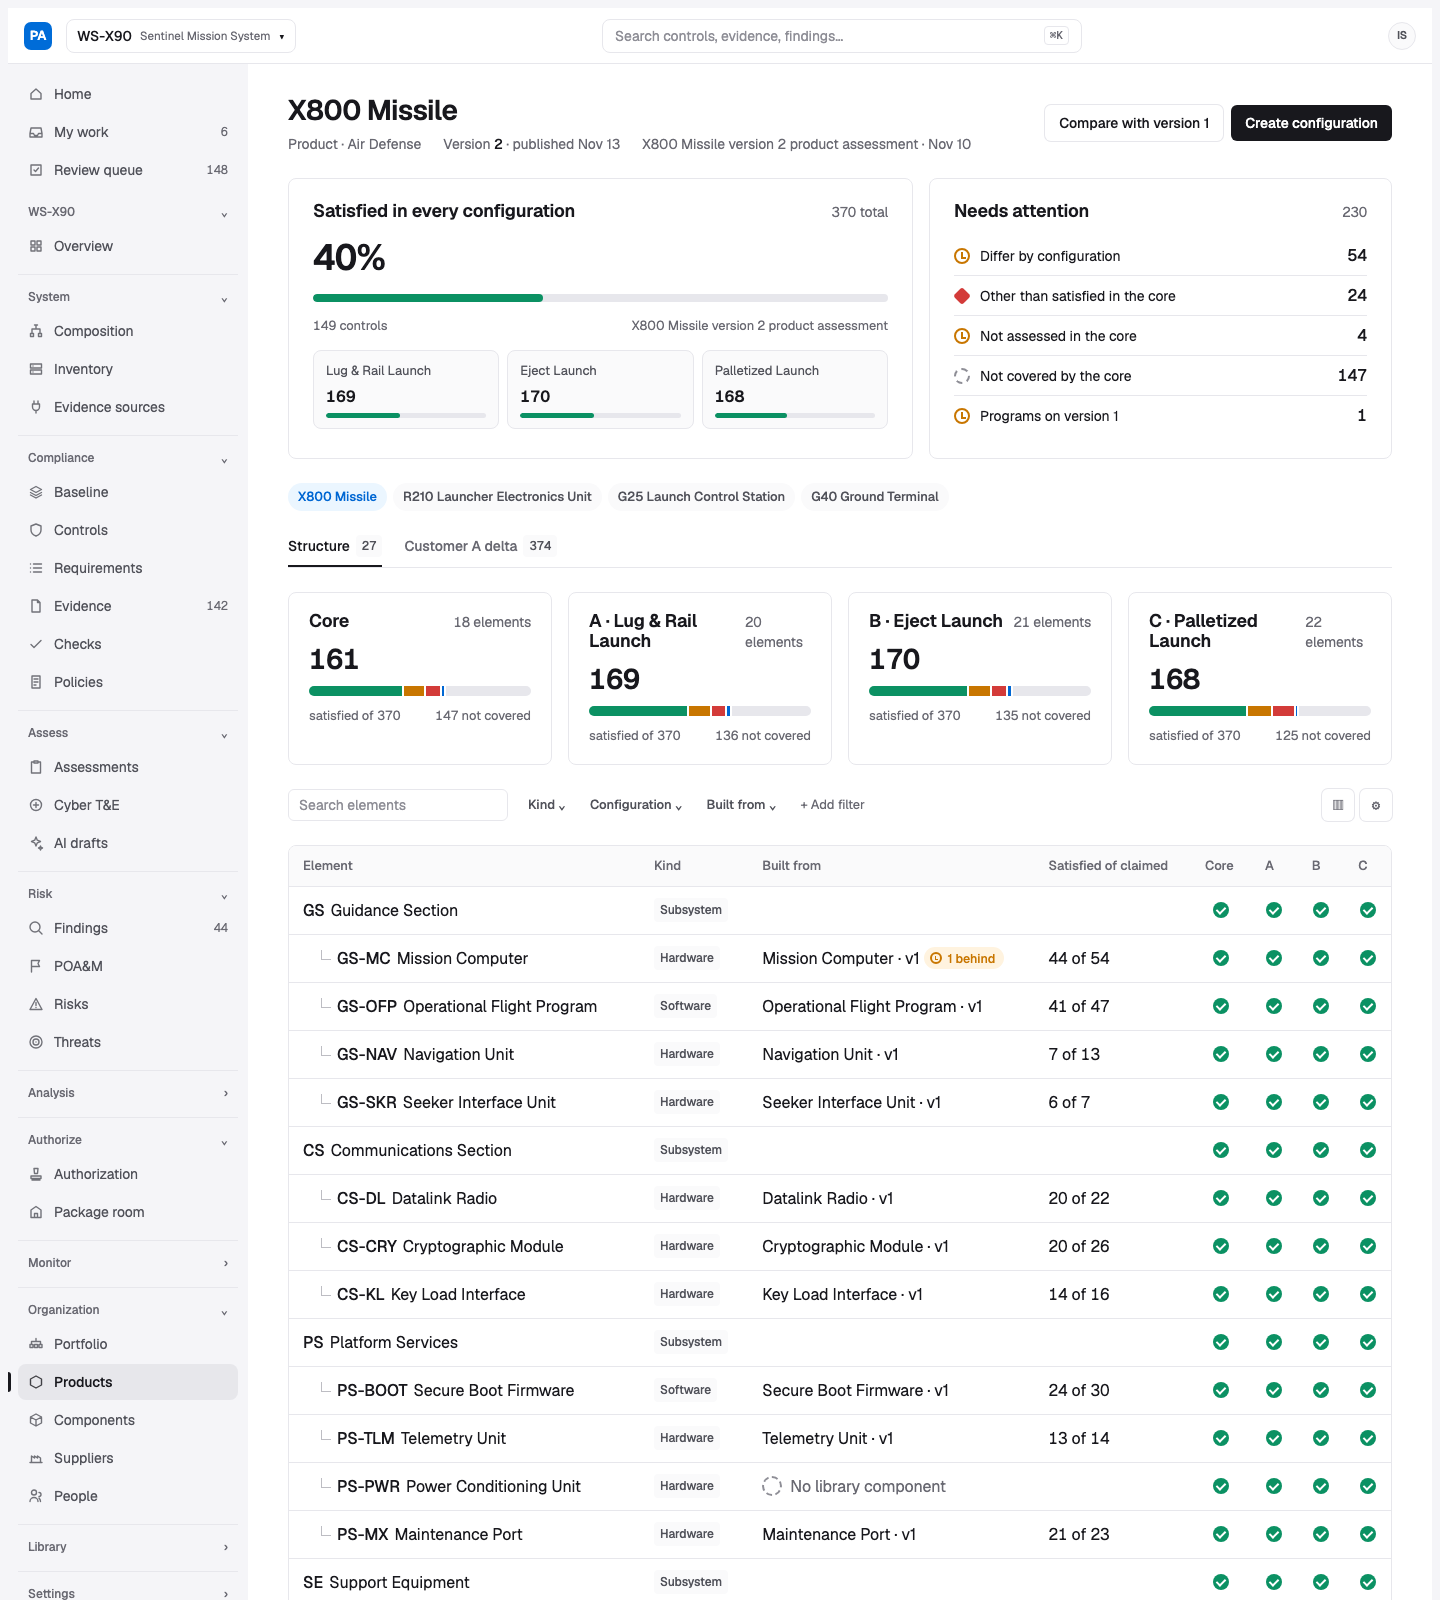 PA
WS-X90 Sentinel Mission System
Search controls, evidence, findings... ⌘K
IS
Home
My work 6
Review queue 148
WS-X90
Overview
System
Composition
Inventory
Evidence sources
Compliance
Baseline
Controls
Requirements
Evidence 142
Checks
Policies
Assess
Assessments
Cyber T&E
AI drafts
Risk
Findings 44
POA&M
Risks
Threats
Analysis
Authorize
Authorization
Package room
Monitor
Organization
Portfolio
Products
Components
Suppliers
People
Library
Settings
X800 Missile
Product · Air Defense Version 2 · published Nov 13 X800 Missile version 2 product assessment · Nov 10
Compare with version 1
Create configuration
Satisfied in every configuration 370 total
40%
149 controls X800 Missile version 2 product assessment
Lug & Rail Launch
169
Eject Launch
170
Palletized Launch
168
Needs attention 230
Differ by configuration 54
Other than satisfied in the core 24
Not assessed in the core 4
Not covered by the core 147
Programs on version 1 1
X800 Missile R210 Launcher Electronics Unit G25 Launch Control Station G40 Ground Terminal
Structure 27 Customer A delta 374
Core 18 elements
161
satisfied of 370 147 not covered
A · Lug & Rail Launch 20 elements
169
satisfied of 370 136 not covered
B · Eject Launch 21 elements
170
satisfied of 370 135 not covered
C · Palletized Launch 22 elements
168
satisfied of 370 125 not covered
Search elements Kind Configuration Built from + Add filter
Element Kind Built from Satisfied of claimed Core A B C
GS Guidance Section Subsystem
GS-MC Mission Computer Hardware Mission Computer · v1 1 behind 44 of 54
GS-OFP Operational Flight Program Software Operational Flight Program · v1 41 of 47
GS-NAV Navigation Unit Hardware Navigation Unit · v1 7 of 13
GS-SKR Seeker Interface Unit Hardware Seeker Interface Unit · v1 6 of 7
CS Communications Section Subsystem
CS-DL Datalink Radio Hardware Datalink Radio · v1 20 of 22
CS-CRY Cryptographic Module Hardware Cryptographic Module · v1 20 of 26
CS-KL Key Load Interface Hardware Key Load Interface · v1 14 of 16
PS Platform Services Subsystem
PS-BOOT Secure Boot Firmware Software Secure Boot Firmware · v1 24 of 30
PS-TLM Telemetry Unit Hardware Telemetry Unit · v1 13 of 14
PS-PWR Power Conditioning Unit Hardware No library component
PS-MX Maintenance Port Hardware Maintenance Port · v1 21 of 23
SE Support Equipment Subsystem